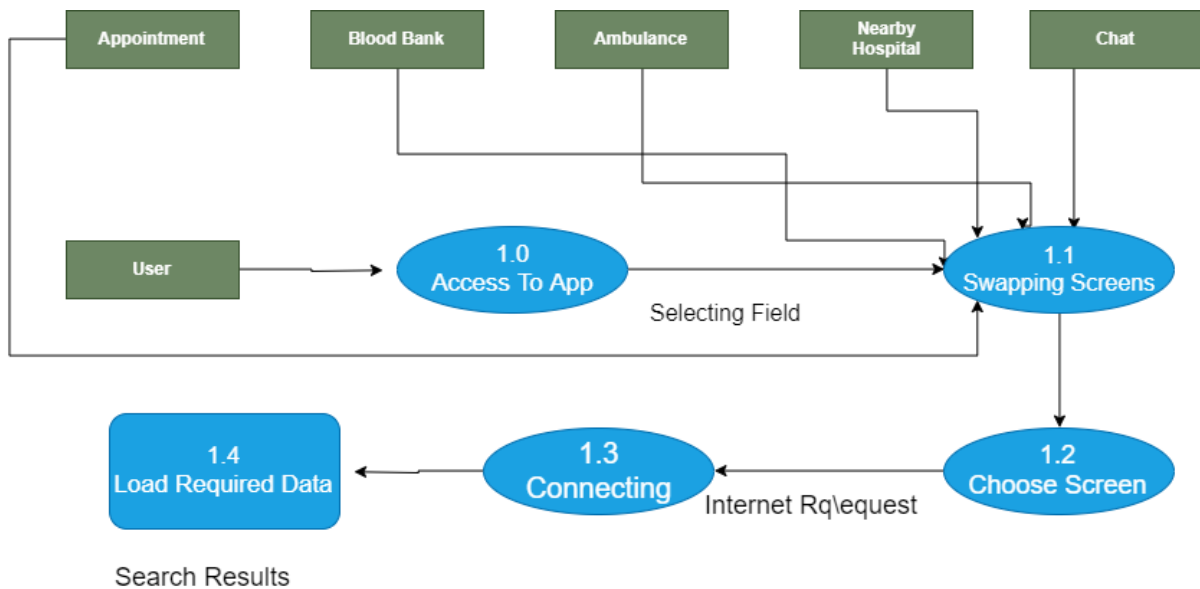 Appointment
Blood Bank
Ambulance
Nearby
Hospital
Chat
User
1.0
Access To App
1.1
Swapping Screens
Selecting Field
1.4
Load Required Data
1.3
Connecting
1.2
Choose Screen
Internet Rq\equest
Search Results